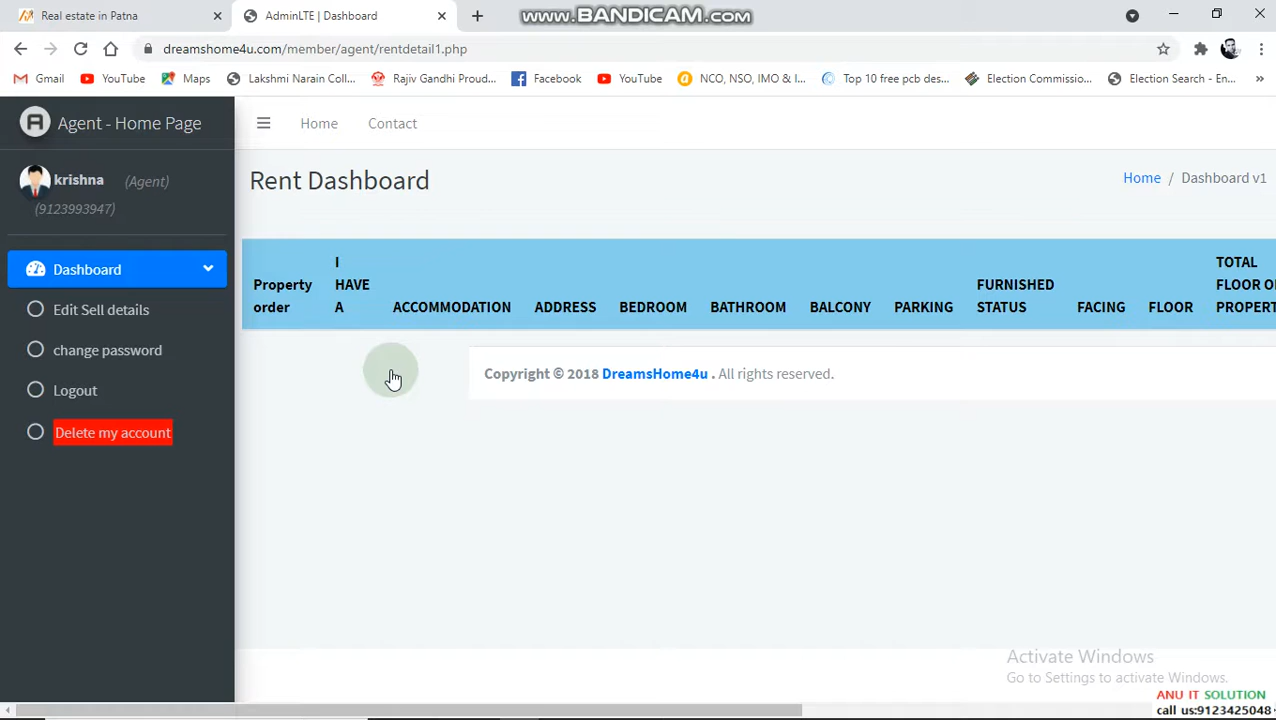 Real estate in Patna
AdminLTE | Dashboard
www.BANDICAM.com
dreamshome4u.com/member/agent/rentdetail1.php
Gmail
YouTube
Maps
Lakshmi Narain Coll...
Rajiv Gandhi Proud...
Facebook
YouTube
NCO, NSO, IMO & I...
Top 10 free pcb des...
Election Commissio...
Election Search - En...
»
Agent - Home Page
Home
Contact
krishna (Agent)
(9123993947)
Rent Dashboard
Home / Dashboard v1
Dashboard
Edit Sell details
change password
Logout
Delete my account
Property order
I HAVE A
ACCOMMODATION
ADDRESS
BEDROOM
BATHROOM
BALCONY
PARKING
FURNISHED STATUS
FACING
FLOOR
TOTAL
FLOOR O
PROPERT
Copyright © 2018 DreamsHome4u . All rights reserved.
Activate Windows
Go to Settings to activate Windows.
ANU IT SOLUTION
call us:9123425048